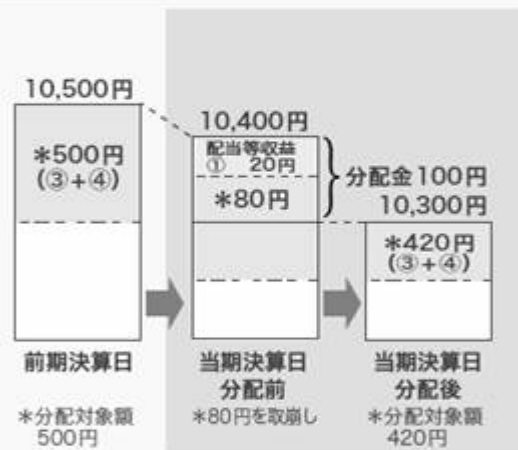 10,500円
＊500円
(③+④)
前期決算日
＊分配対象額
500円
10,400円
配当等収益
① 20円
＊80円
分配金100円
当期決算日
分配前
＊80円を取崩し
10,300円
＊420円
(③+④)
当期決算日
分配後
＊分配対象額
420円